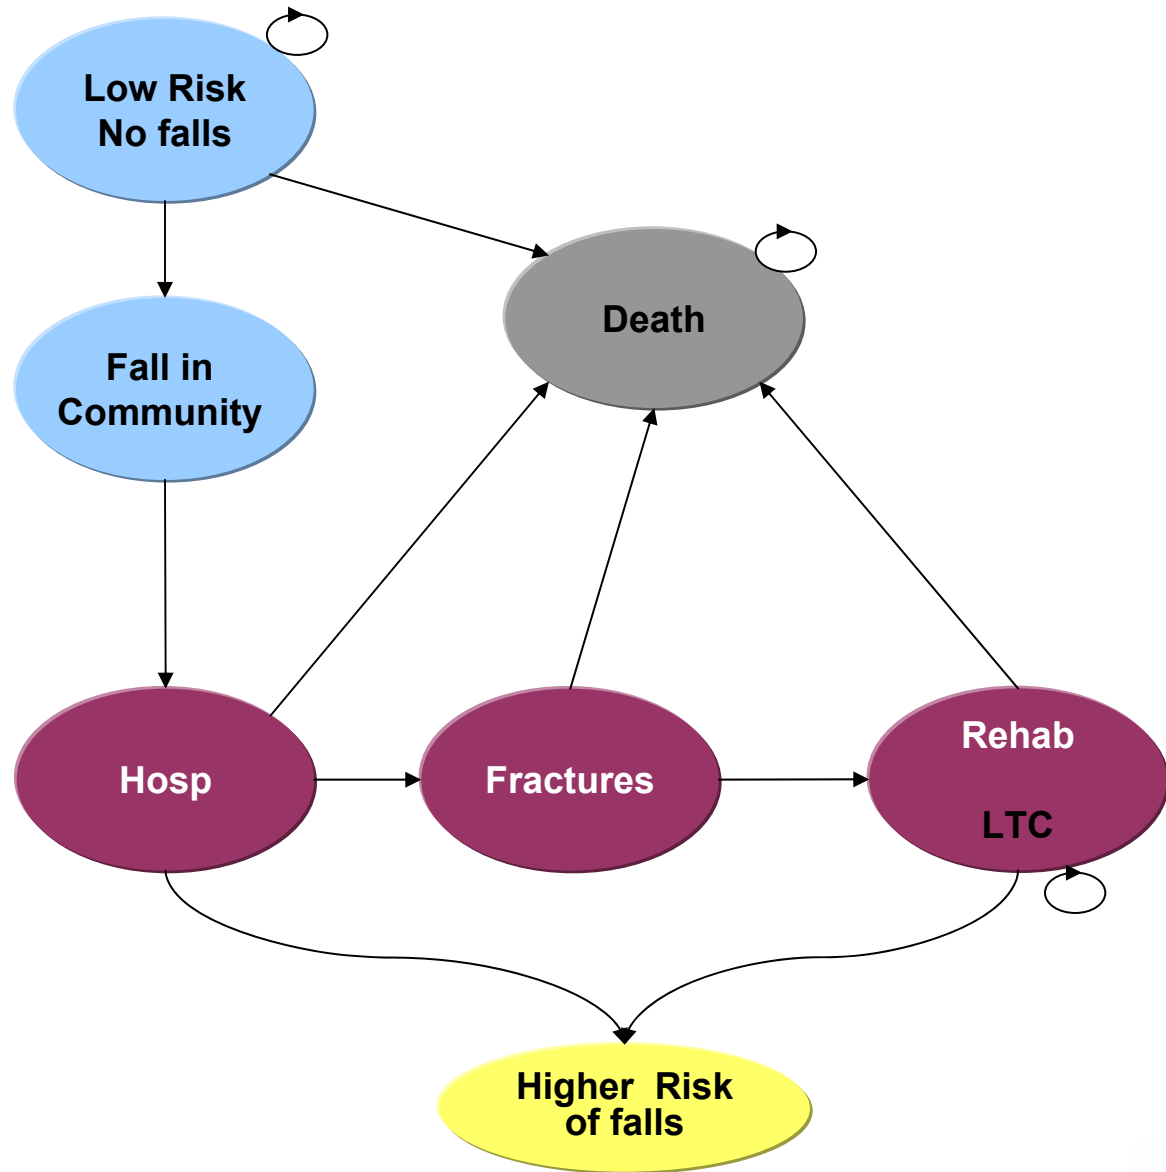 Low Risk
No falls
Death
Fall in
Community
Hosp
Fractures
Rehab
LTC
Higher Risk
of falls